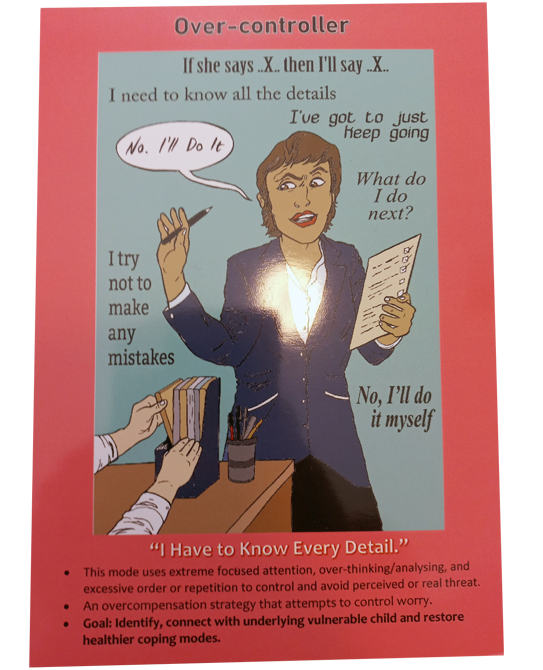 Over-controller
If she says ..X.. then I'll say ..X..
I need to know all the details
I've got to just
keep going
No. I'll Do It
What do
I do
next?
I try
not to
make
any
mistakes
No, I'll do
it myself
“I Have to Know Every Detail.”
• This mode uses extreme focused attention, over-thinking/analysing, and
excessive order or repetition to control and avoid perceived or real threat.
• An overcompensation strategy that attempts to control worry.
• Goal: Identify, connect with underlying vulnerable child and restore
healthier coping modes.